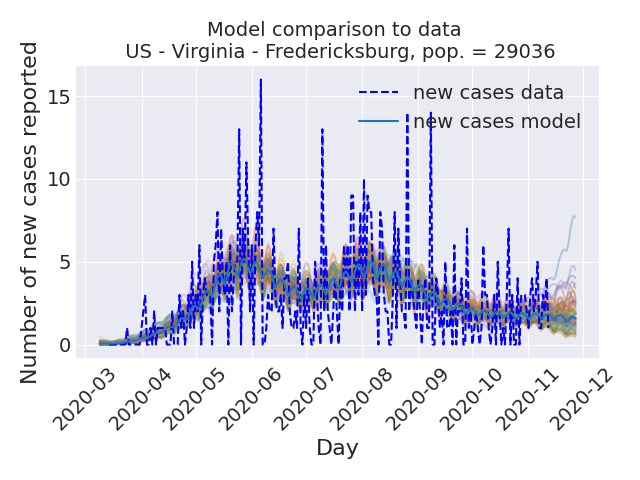 Model comparison to data
US - Virginia - Fredericksburg, pop. = 29036
Number of new cases reported
15
10
5
0
new cases data
new cases model
2020-03
2020-04
2020-05
2020-06
2020-07
2020-08
2020-09
2020-10
2020-11
2020-12
Day